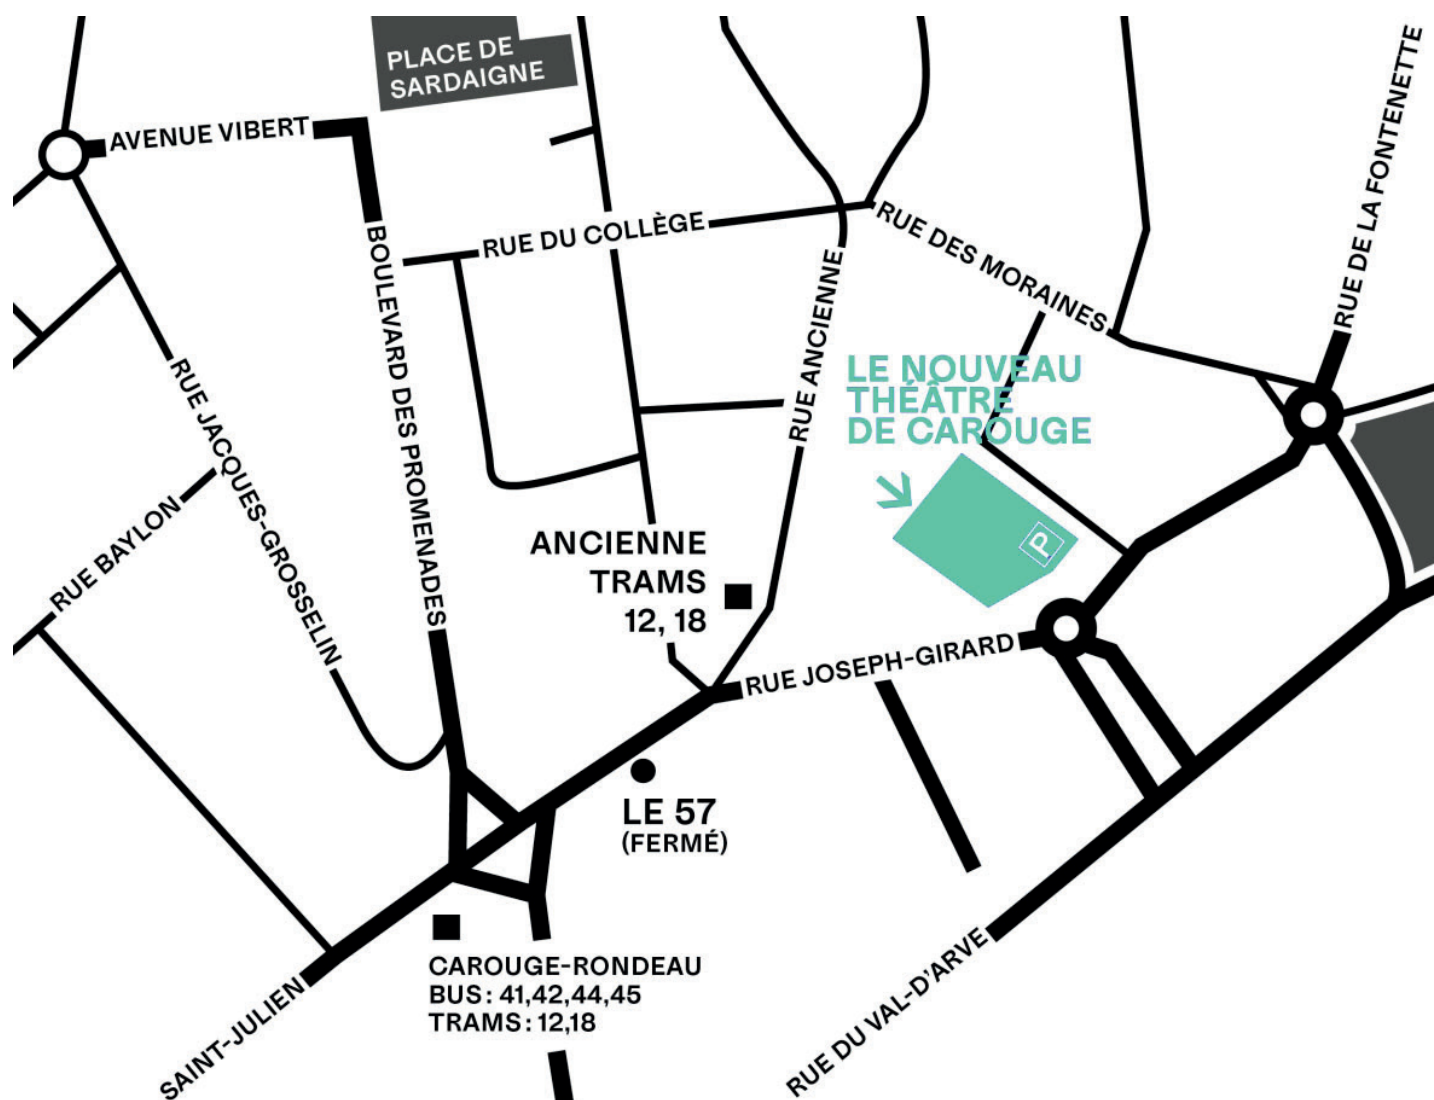 PLACE DE
SARDAIGNE
AVENUE VIBERT
RUE DE LA FONTENETTE
RUE DU COLLÈGE
RUE DES MORAINES
BOULEVARD DES PROMENADES
RUE ANCIENNE
RUE JACQUES-GROSSELIN
LE NOUVEAU
THÉÂTRE
DE CAROUGE
P
RUE BAYLON
ANCIENNE
TRAMS
12, 18
RUE JOSEPH-GIRARD
LE 57
(FERMÉ)
CAROUGE-RONDEAU
BUS: 41,42,44,45
TRAMS: 12,18
SAINT-JULIEN
RUE DU VAL-D'ARVE